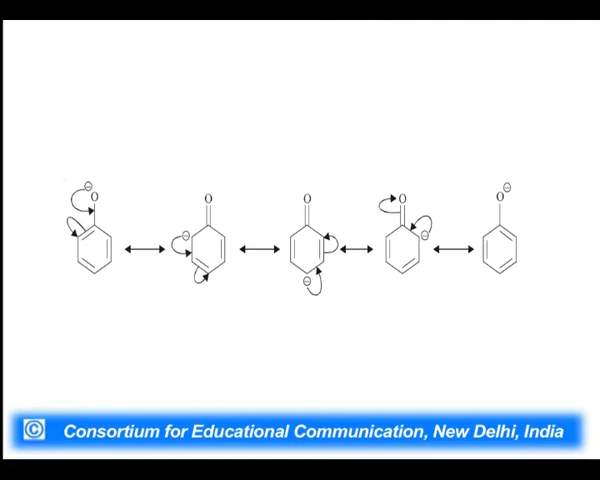 ⊖ O O O O O ⊖
⊖ ⊖
⊖
© Consortium for Educational Communication, New Delhi, India